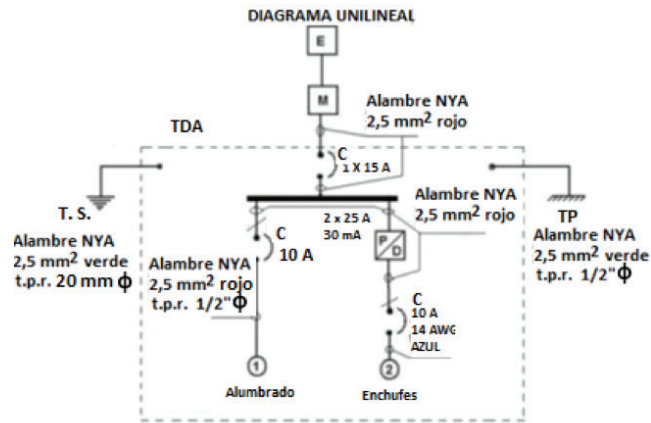 DIAGRAMA UNILINEAL
E
M
Alambre NYA
2,5 mm² rojo
TDA
C
1 X 15 A
T. S.
Alambre NYA
2,5 mm² verde
t.p.r. 20 mm ϕ
C
10 A
Alambre NYA
2,5 mm² rojo
t.p.r. 1/2" ϕ
2 x 25 A
30 mA
P/D
Alambre NYA
2,5 mm² rojo
TP
Alambre NYA
2,5 mm² verde
t.p.r. 1/2" ϕ
C
10 A
14 AWG
AZUL
1
Alumbrado
2
Enchufes